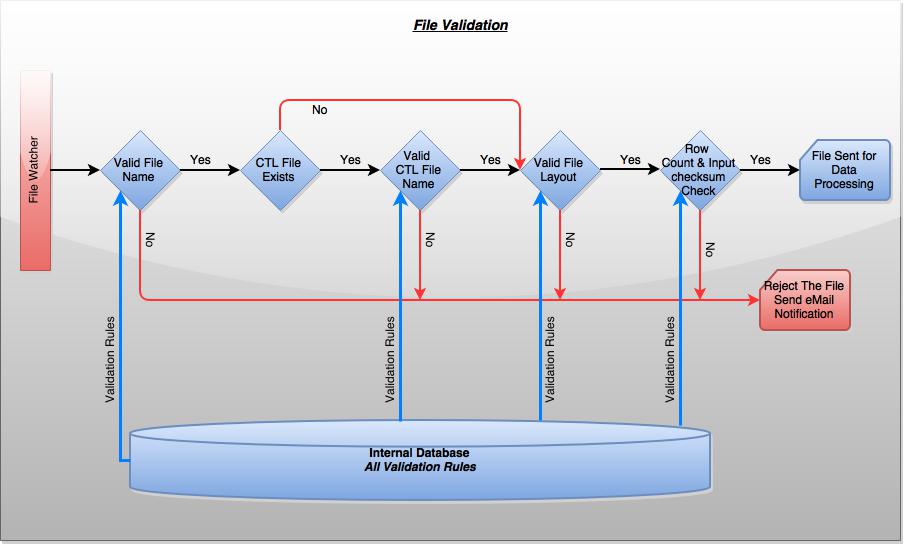 File Validation
File Watcher
Valid File
Name
Yes
CTL File
Exists
No
Yes
Valid
CTL File
Name
Yes
Valid File
Layout
Yes
Row
Count & Input
checksum
Check
Yes
File Sent for
Data
Processing
No
No
No
No
Reject The File
Send eMail
Notification
Validation Rules
Validation Rules
Validation Rules
Validation Rules
Internal Database
All Validation Rules